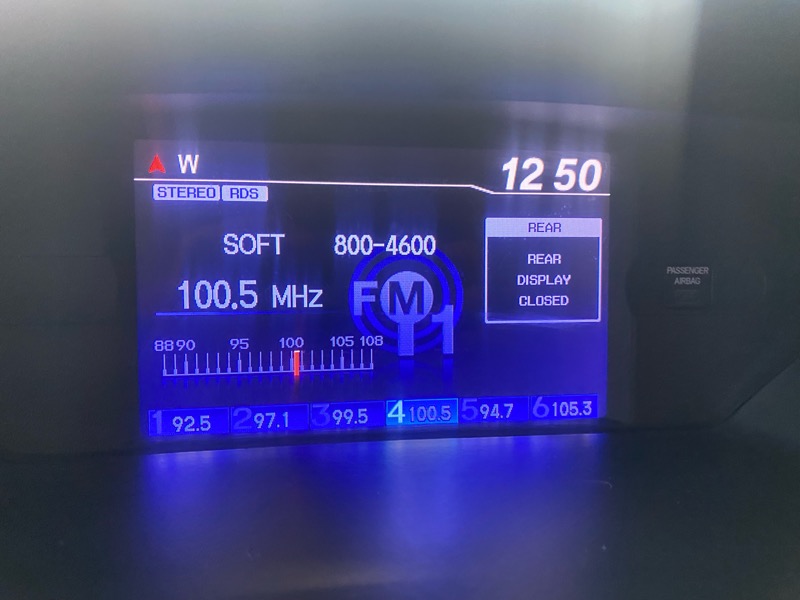 W
12 50
STEREO RDS
REAR
SOFT 800-4600
REAR
DISPLAY
CLOSED
100.5 MHz
FM 1
88 90 95 100 105 108
1 92.5 2 97.1 3 99.5 4 100.5 5 94.7 6 105.3
PASSENGER
AIRBAG